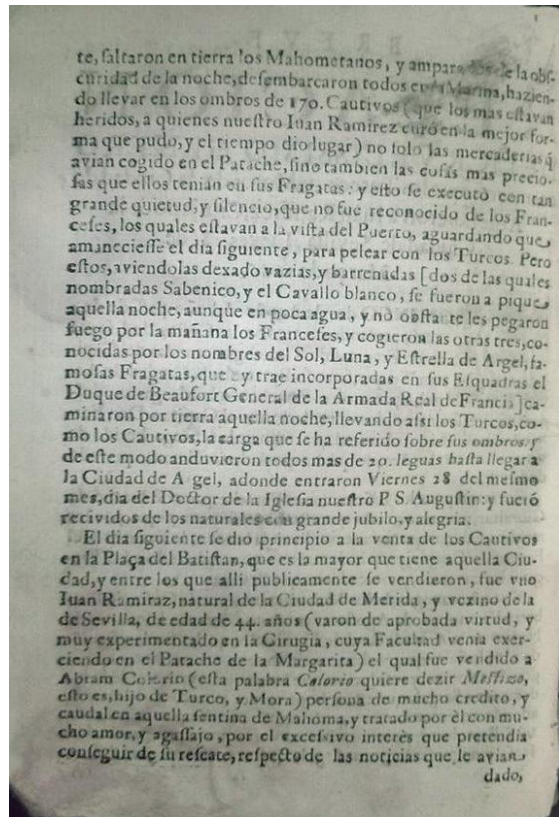 te, ſaltaron en tierra los Mahometanos, y ampara dos de la obſ-
curidad de la noche, deſembarcaron todos en la Marina, hazien-
do llevar en los ombros de 170. Cautivos (que los mas eſtavan
heridos, a quienes nueſtro Iuan Ramirez curó en la mejor for-
ma que pudo, y el tiempo dio lugar) no ſolo las mercaderias q̃
avian cogido en el Patache, ſino tambien las coſas mas precio-
ſas que ellos tenian en ſus Fragatas: y eſto ſe executó con tan
grande quietud, y ſilencio, que no fue reconocido de los Fran-
ceſes, los quales eſtavan a la viſta del Puerto, aguardando que
amanecieſſe el dia ſiguiente, para pelear con los Turcos. Pero
eſtos, aviendolas dexado vazias, y barrenadas [dos de las quales
nombradas Sabenico, y el Cavallo blanco, ſe fueron a pique
aquella noche, aunque en poca agua, y no obſtante les pegaron
fuego por la mañana los Franceſes, y cogieron las otras tres, co-
nocidas por los nombres del Sol, Luna, y Eſtrella de Argel, fa-
moſas Fragatas, que oy trae incorporadas en ſus Eſquadras el
Duque de Beaufort General de la Armada Real de Francia] ca-
minaron por tierra aquella noche, llevando aſsi los Turcos, co-
mo los Cautivos, la carga que ſe ha referido ſobre ſus ombros, y
de eſte modo anduvieron todos mas de 20. leguas haſta llegar a
la Ciudad de Argel, adonde entraron Viernes 28 del meſmo
mes, dia del Doctor de la Igleſia nueſtro P. S. Auguſtin: y fueró
recividos de los naturales con grande jubilo, y alegria.
El dia ſiguiente ſe dio principio a la venta de los Cautivos
en la Plaça del Batiſtan, que es la mayor que tiene aquella Ciu-
dad, y entre los que alli publicamente ſe vendieron, fue vno
Iuan Ramiraz, natural de la Ciudad de Merida, y vezino de la
de Sevilla, de edad de 44. años (varon de aprobada virtud, y
muy experimentado en la Girugia, cuya Facultad venia exer-
ciendo en el Patache de la Margarita) el qual fue vendido a
Abram Colorio (eſta palabra Colorio quiere dezir Meſtizo,
eſto es, hijo de Turco, y Mora) perſona de mucho credito, y
caudal en aquella ſentina de Mahoma, y tratado por èl con mu-
cho amor, y agaſſajo, por el exceſsivo interès que pretendia
conſeguir de ſu reſcate, reſpecto de las noticias que le avian
dado,